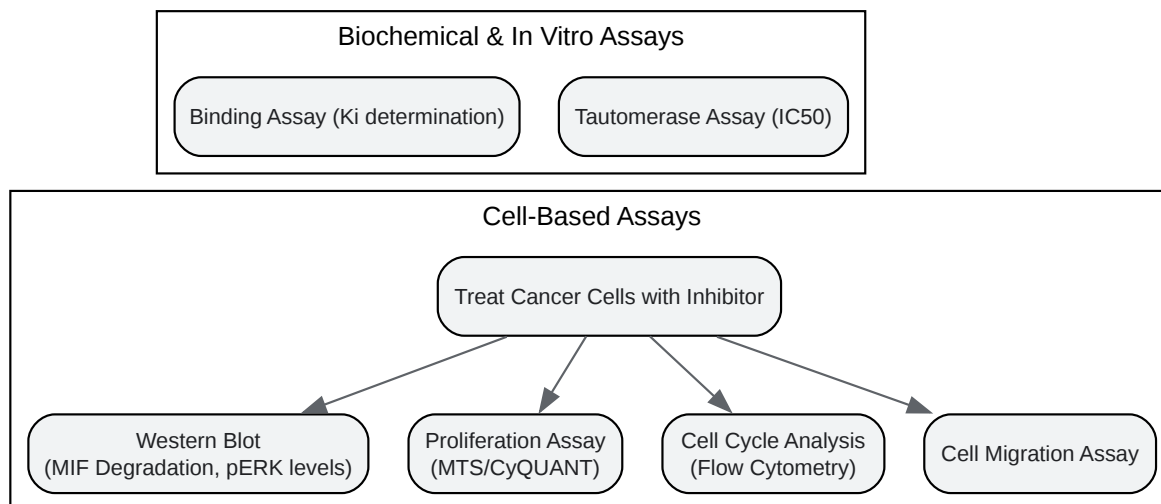 Biochemical & In Vitro Assays
Binding Assay (Ki determination)
Tautomerase Assay (IC50)
Cell-Based Assays
Treat Cancer Cells with Inhibitor
Western Blot
(MIF Degradation, pERK levels)
Proliferation Assay
(MTS/CyQUANT)
Cell Cycle Analysis
(Flow Cytometry)
Cell Migration Assay